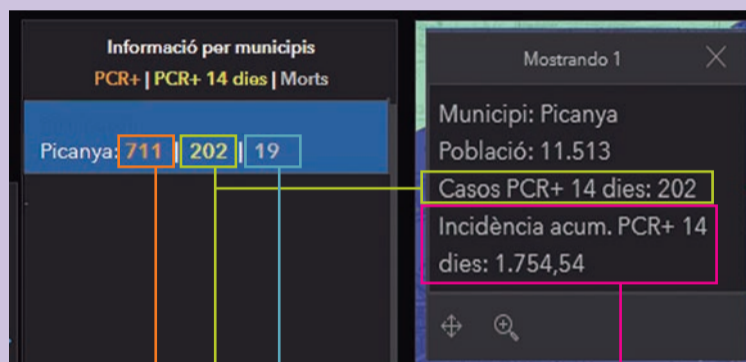 Informació per municipis
PCR+ | PCR+ 14 dies | Morts
Picanya: 711 | 202 | 19
Mostrando 1
Municipi: Picanya
Població: 11.513
Casos PCR+ 14 dies: 202
Incidència acum. PCR+ 14
dies: 1.754,54